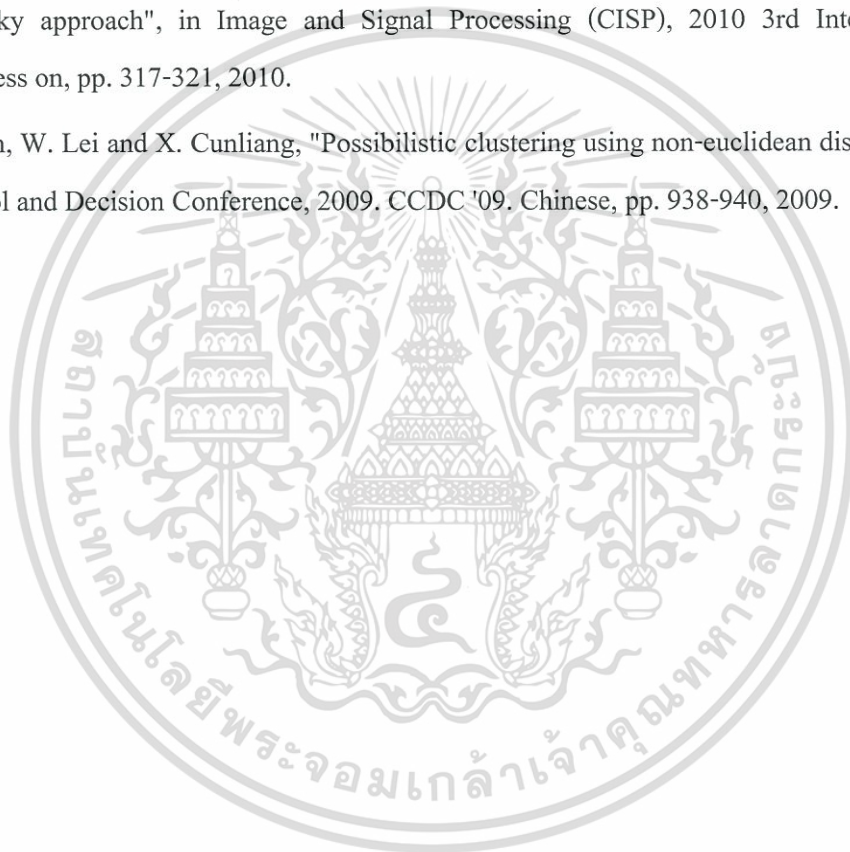 ky approach", in Image and Signal Processing (CISP), 2010 3rd Inte
ess on, pp. 317-321, 2010.
n, W. Lei and X. Cunliang, "Possibilistic clustering using non-euclidean dis
ol and Decision Conference, 2009. CCDC '09. Chinese, pp. 938-940, 2009.
สถาบันเทคโนโลยีพระจอมเกล้าเจ้าคุณทหารลาดกระบัง